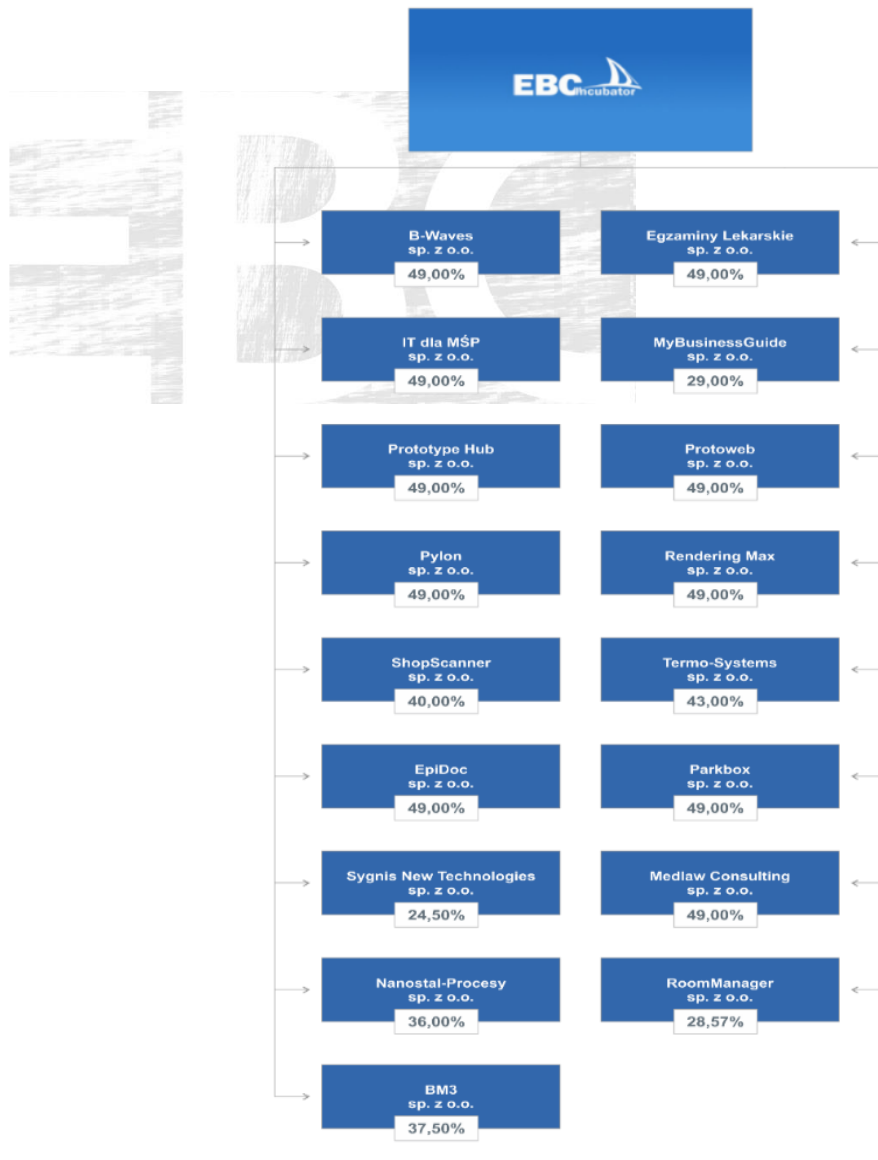 EBCincubator
B-Waves
sp. z o.o.
49,00%
Egzaminy Lekarskie
sp. z o.o.
49,00%
IT dla MŚP
sp. z o.o.
49,00%
MyBusinessGuide
sp. z o.o.
29,00%
Prototype Hub
sp. z o.o.
49,00%
Protoweb
sp. z o.o.
49,00%
Pylon
sp. z o.o.
49,00%
Rendering Max
sp. z o.o.
49,00%
ShopScanner
sp. z o.o.
40,00%
Termo-Systems
sp. z o.o.
43,00%
EpiDoc
sp. z o.o.
49,00%
Parkbox
sp. z o.o.
49,00%
Sygnis New Technologies
sp. z o.o.
24,50%
Medlaw Consulting
sp. z o.o.
49,00%
Nanostal-Procesy
sp. z o.o.
36,00%
RoomManager
sp. z o.o.
28,57%
BM3
sp. z o.o.
37,50%